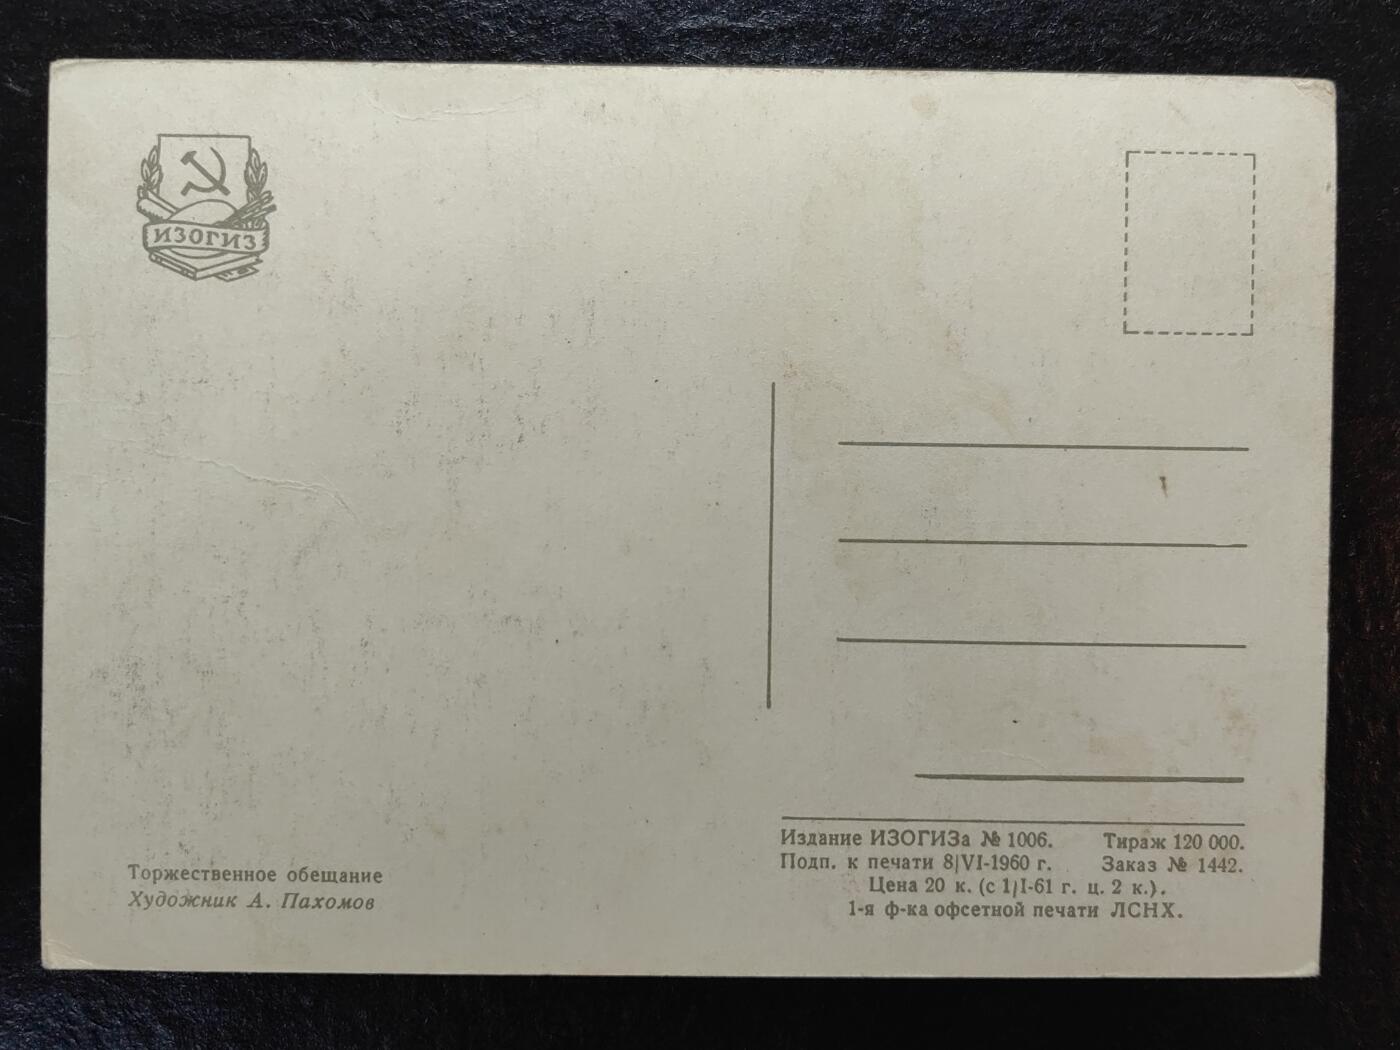 ИЗОГИЗ
Торжественное обещание
Художник А. Пахомов
Издание ИЗОГИЗа № 1006. Тираж 120 000.
Подп. к печати 8/VI-1960 г. Заказ № 1442.
Цена 20 к. (с 1/I-61 г. ц. 2 к.).
1-я ф-ка офсетной печати ЛСНХ.